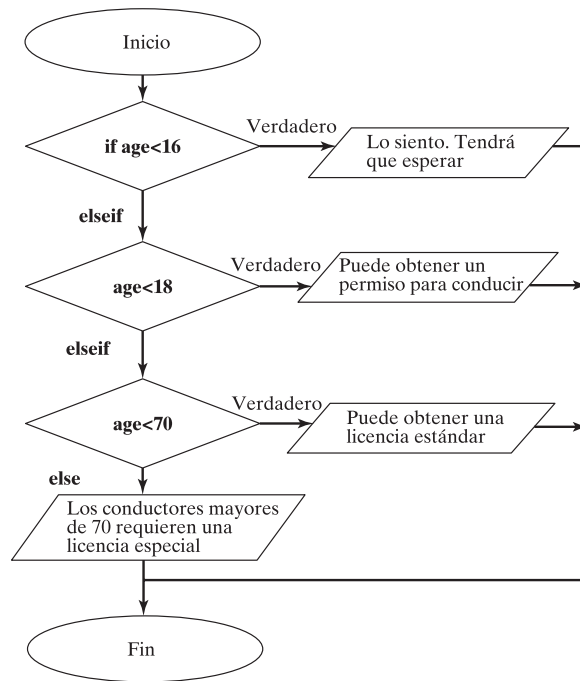 Inicio
if age<16
Verdadero
Lo siento. Tendrá
que esperar
elseif
age<18
Verdadero
Puede obtener un
permiso para conducir
elseif
age<70
Verdadero
Puede obtener una
licencia estándar
else
Los conductores mayores
de 70 requieren una
licencia especial
Fin